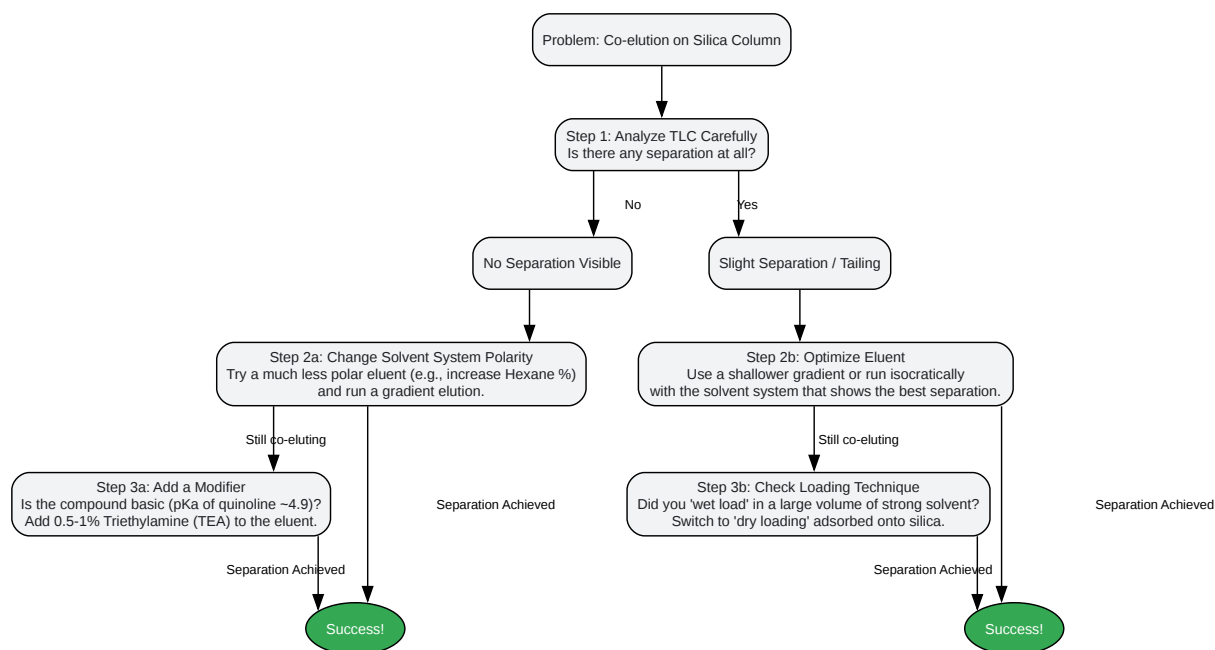 Problem: Co-elution on Silica Column
Step 1: Analyze TLC Carefully
Is there any separation at all?
No
Yes
No Separation Visible
Slight Separation / Tailing
Step 2a: Change Solvent System Polarity
Try a much less polar eluent (e.g., increase Hexane %)
and run a gradient elution.
Step 2b: Optimize Eluent
Use a shallower gradient or run isocratically
with the solvent system that shows the best separation.
Still co-eluting
Still co-eluting
Step 3a: Add a Modifier
Is the compound basic (pKa of quinoline ~4.9)?
Add 0.5-1% Triethylamine (TEA) to the eluent.
Separation Achieved
Step 3b: Check Loading Technique
Did you 'wet load' in a large volume of strong solvent?
Switch to 'dry loading' adsorbed onto silica.
Separation Achieved
Separation Achieved
Separation Achieved
Success!
Success!